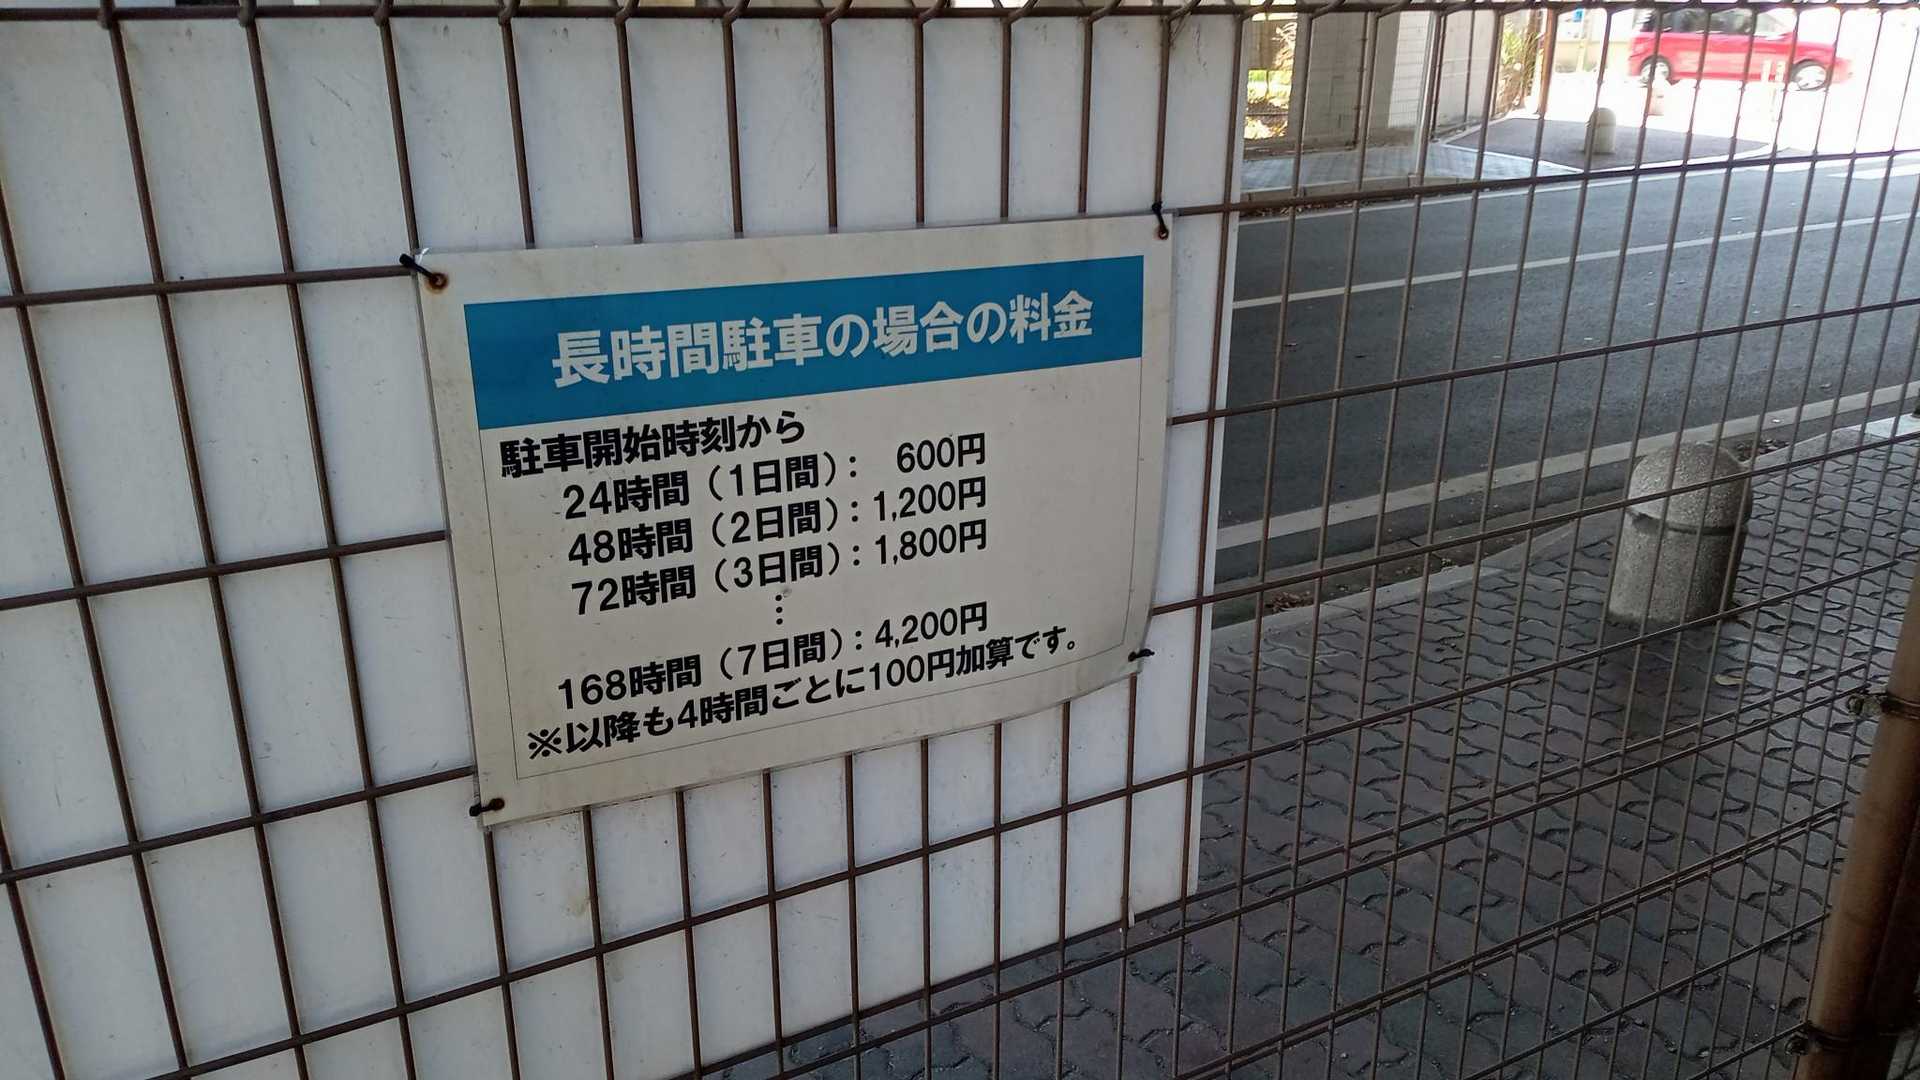 長時間駐車の場合の料金
駐車開始時刻から
24時間（1日間）： 600円
48時間（2日間）：1,200円
72時間（3日間）：1,800円
⋮
168時間（7日間）：4,200円
※以降も4時間ごとに100円加算です。